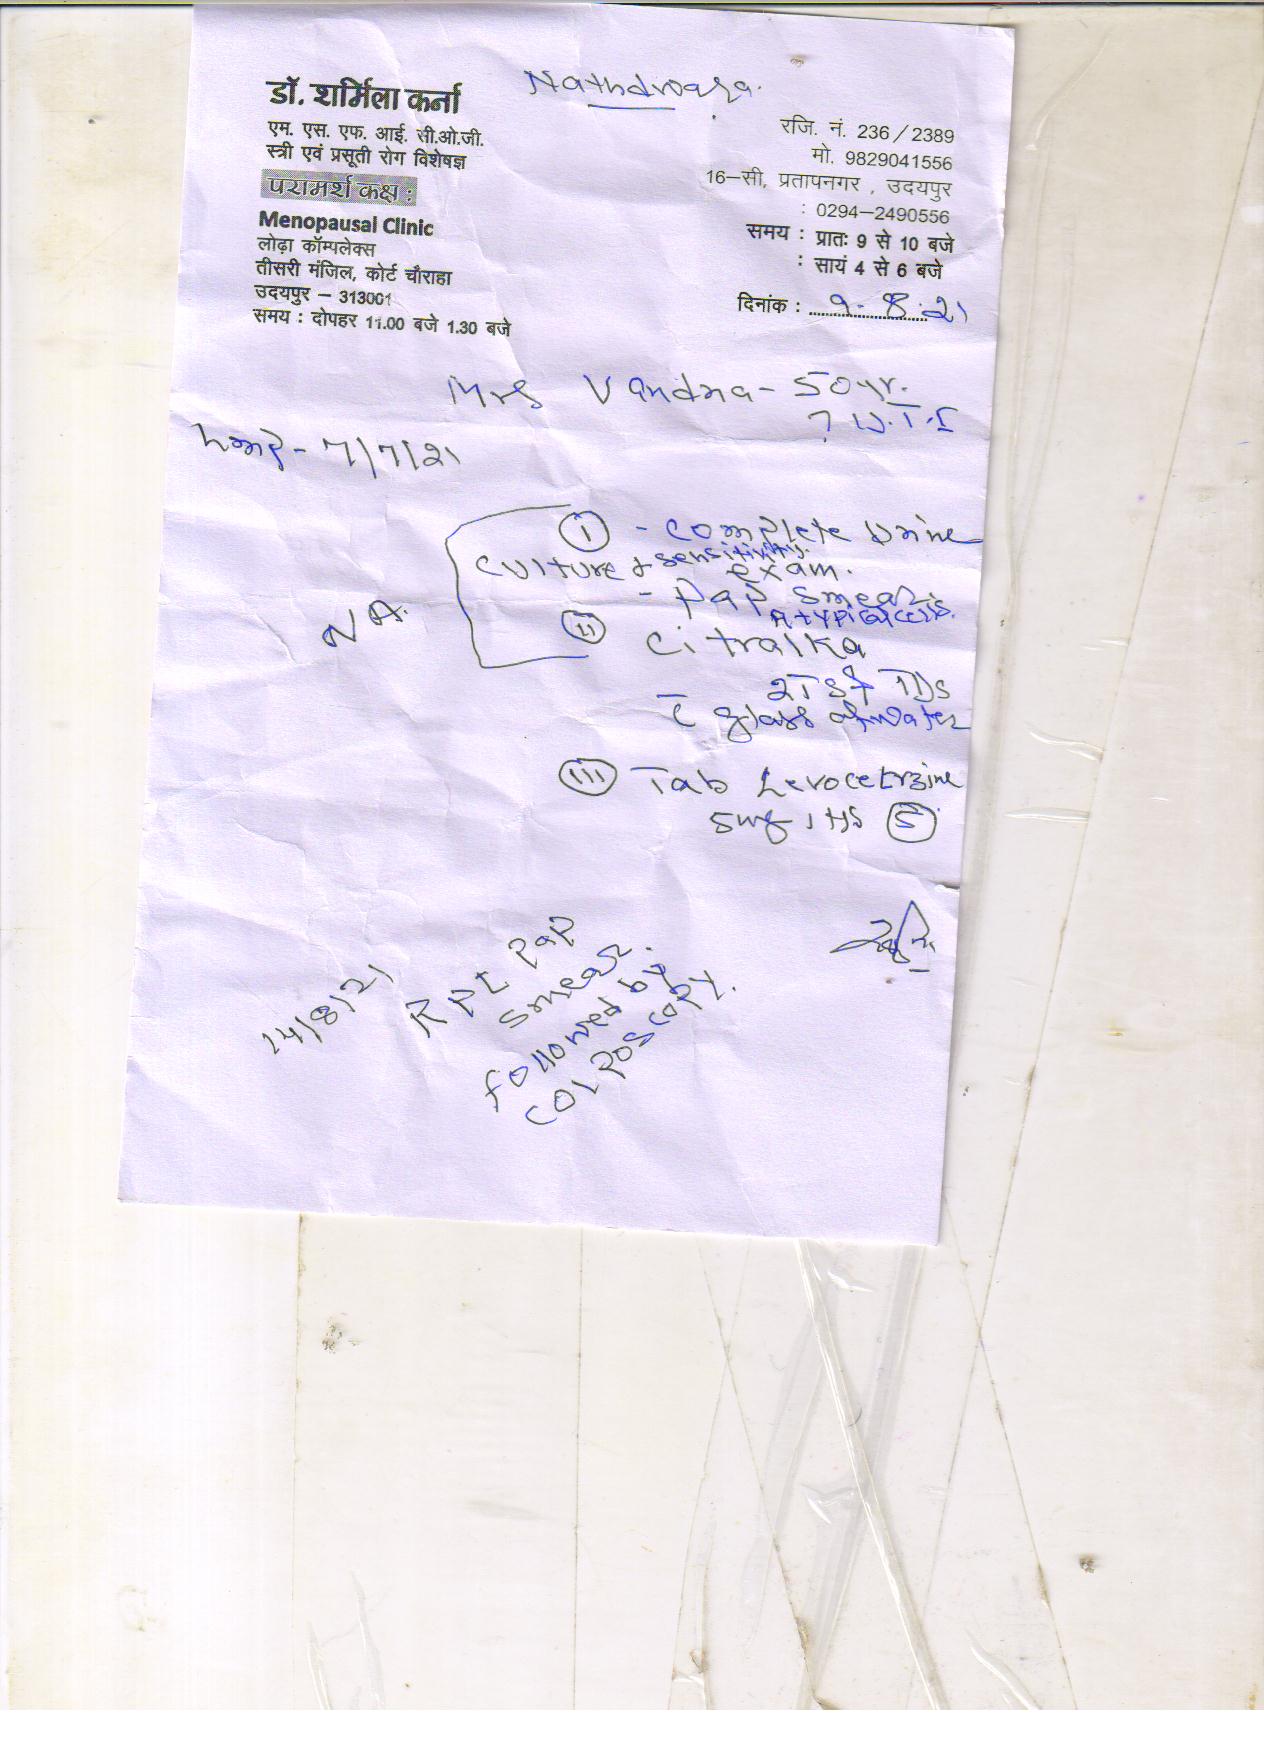 Nathdwara.
डॉ. शर्मिला कर्ना
एम. एस. एफ. आई. सी.ओ.जी.
स्त्री एवं प्रसूती रोग विशेषज्ञ
परामर्श कक्ष :
Menopausal Clinic
लोढ़ा कॉम्पलेक्स
तीसरी मंजिल, कोर्ट चौराहा
उदयपुर – 313001
समय : दोपहर 11.00 बजे 1.30 बजे
रजि. नं. 236 / 2389
मो. 9829041556
16–सी, प्रतापनगर , उदयपुर
: 0294–2490556
समय : प्रातः 9 से 10 बजे
: सायं 4 से 6 बजे
दिनांक : 9.8.21
Mrs Vandna - 50yr.
? U.T.I
Lmp - 7/7/21
(I) - complete Urine
culture & sensitivity.
exam.
- Pap smear
Atypical cells.
NA.
(II) citralka
2TSf TDS
c̄ glass of water
(III) Tab Levocetrzine
5mg 1 HS (5)
14/8/21
Rpt pap
smear.
followed by
colposcopy.